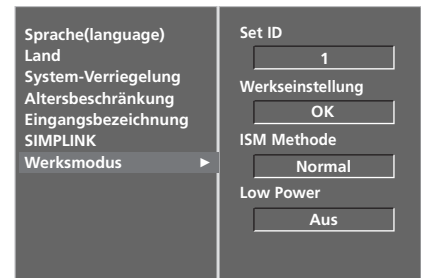 Sprache(language)
Land
System-Verriegelung
Altersbeschränkung
Eingangsbezeichnung
SIMPLINK
Werksmodus ►
Set ID
1
Werkseinstellung
OK
ISM Methode
Normal
Low Power
Aus